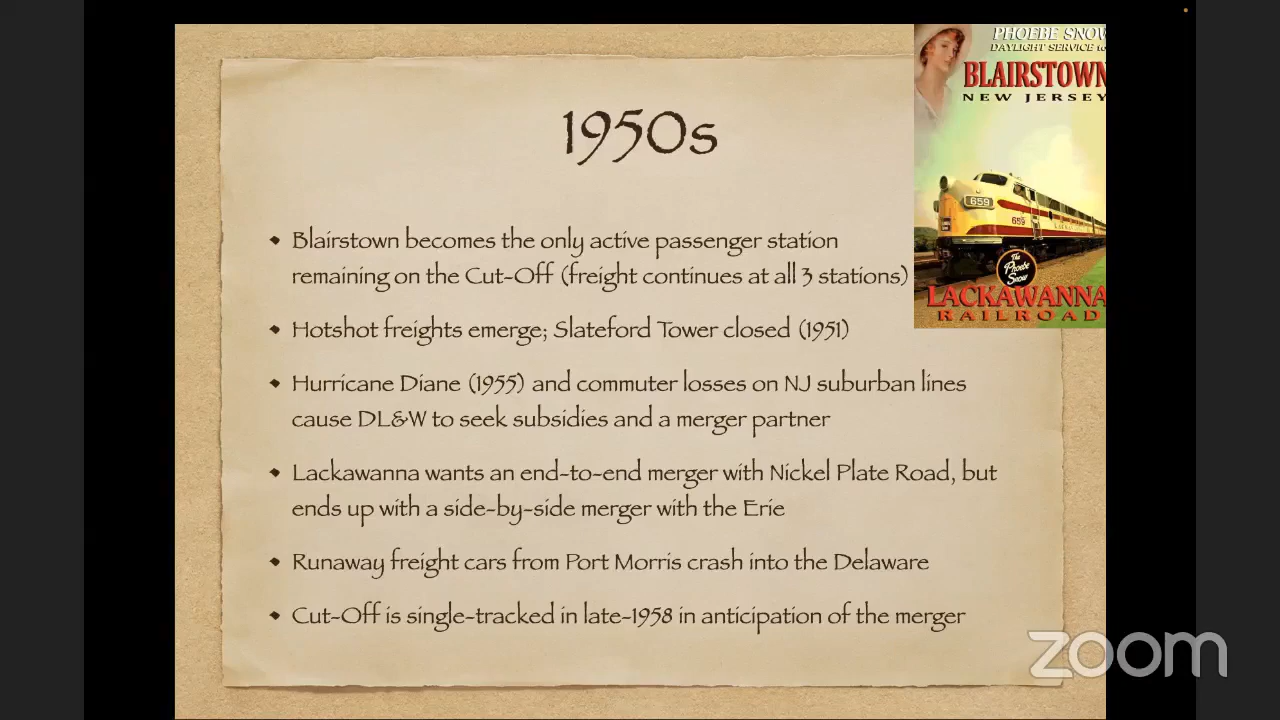 PHOEBE SNOW
DAYLIGHT SERVICE to
BLAIRSTOWN
NEW JERSEY
659
659
The
Phoebe
Snow
LACKAWANNA
RAILROAD
1950s
Blairstown becomes the only active passenger station
remaining on the Cut-Off (freight continues at all 3 stations)
Hotshot freights emerge; Slateford Tower closed (1951)
Hurricane Diane (1955) and commuter losses on NJ suburban lines
cause DL&W to seek subsidies and a merger partner
Lackawanna wants an end-to-end merger with Nickel Plate Road, but
ends up with a side-by-side merger with the Erie
Runaway freight cars from Port Morris crash into the Delaware
Cut-Off is single-tracked in late-1958 in anticipation of the merger
zoom